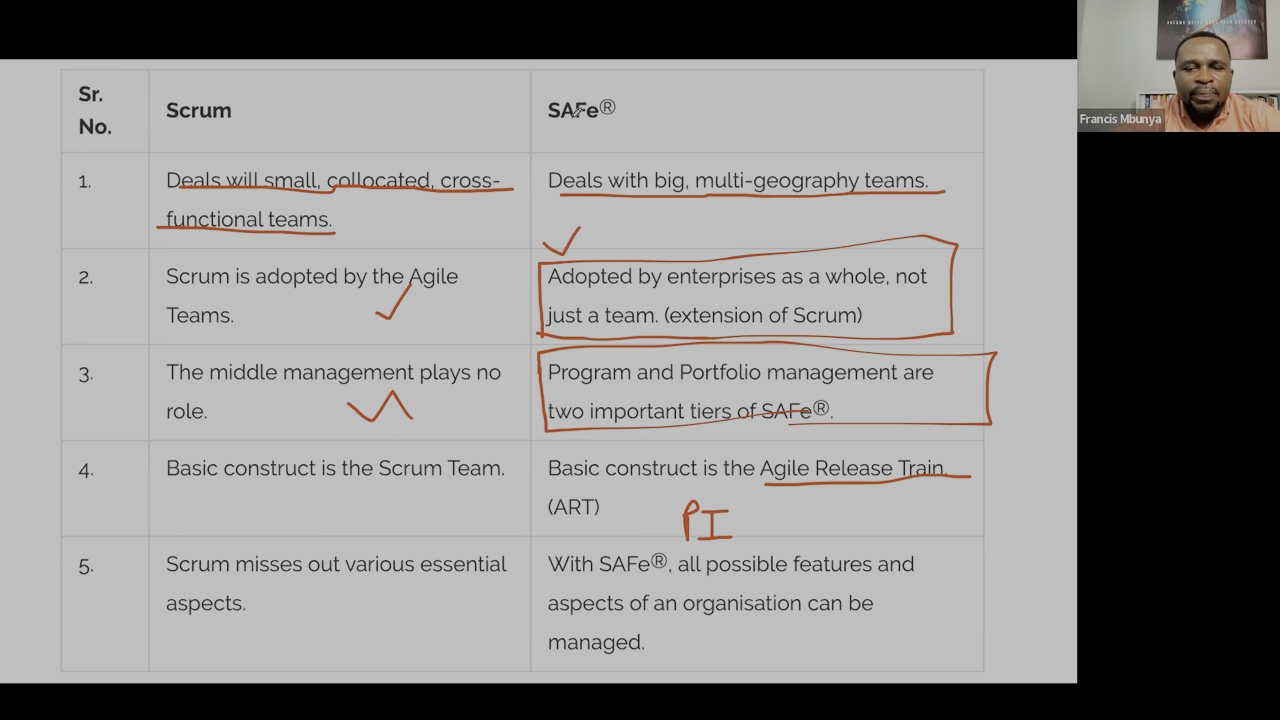 Sr.
No.
Scrum
SAFe®
1.
Deals will small, collocated, cross-
functional teams.
Deals with big, multi-geography teams.
2.
Scrum is adopted by the Agile
Teams.
Adopted by enterprises as a whole, not
just a team. (extension of Scrum)
3.
The middle management plays no
role.
Program and Portfolio management are
two important tiers of SAFe®.
4.
Basic construct is the Scrum Team.
Basic construct is the Agile Release Train.
(ART)
PI
5.
Scrum misses out various essential
aspects.
With SAFe®, all possible features and
aspects of an organisation can be
managed.
Francis Mbunya